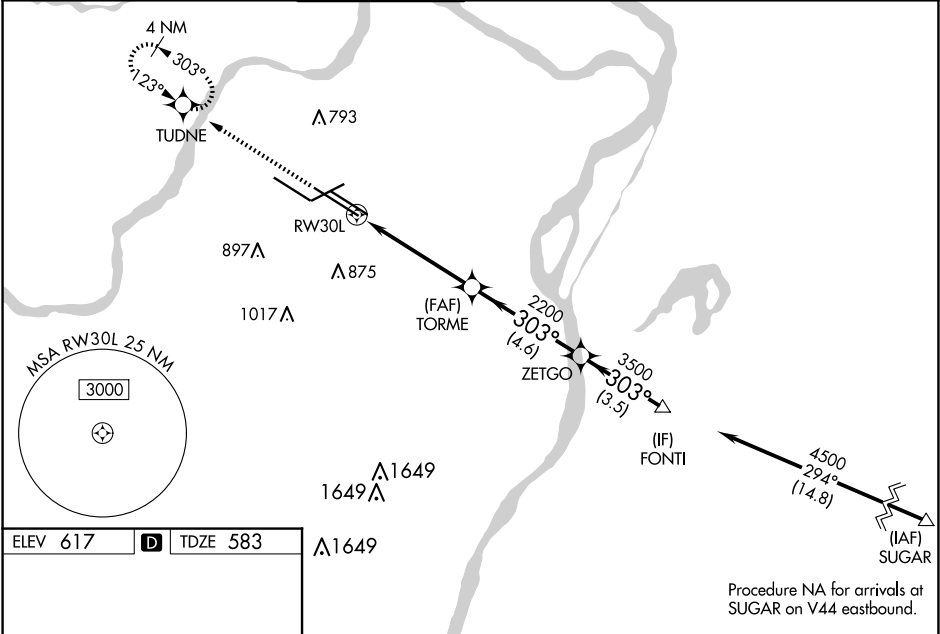 4 NM
303°
123°
TUDNE
793
RW30L
897
875
1017
(FAF)
TORME
2200
303°
(4.6)
ZETGO
3500
303°
(3.5)
(IF)
FONTI
MSA RW30L 25 NM
3000
4500
294°
(14.8)
(IAF)
SUGAR
1649
1649
1649
ELEV 617 D TDZE 583
Procedure NA for arrivals at
SUGAR on V44 eastbound.